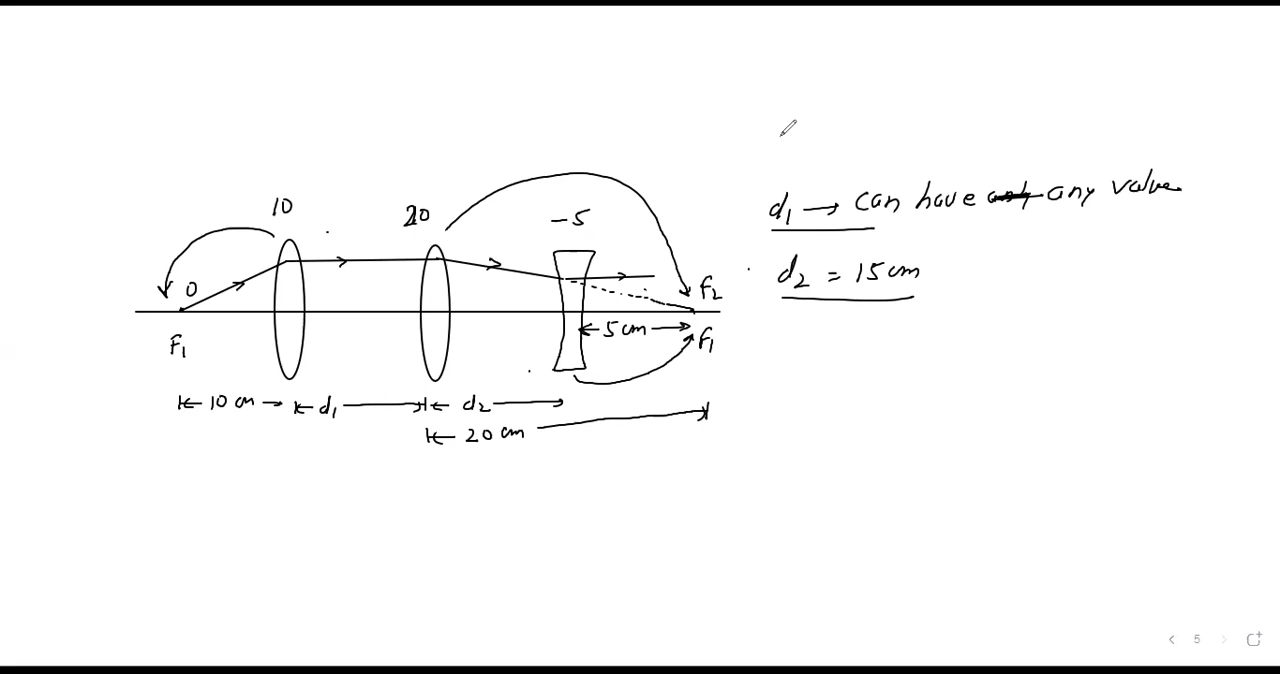 10
20
-5
d₁ → can have any value
d₂ = 15 cm
O
F₂
5 cm
F₁
F₁
10 cm
d₁
d₂
20 cm
5